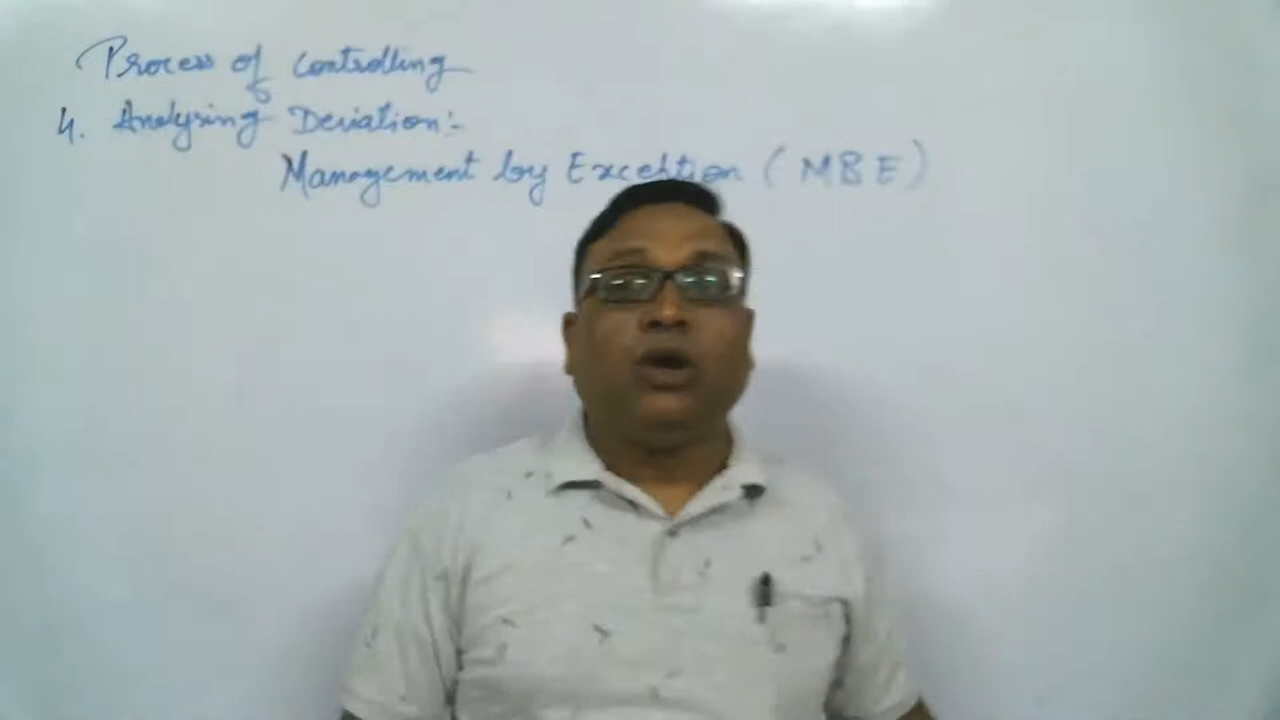 Process of Controlling
4. Analysing Deviation:-
Management by Exception (MBE)